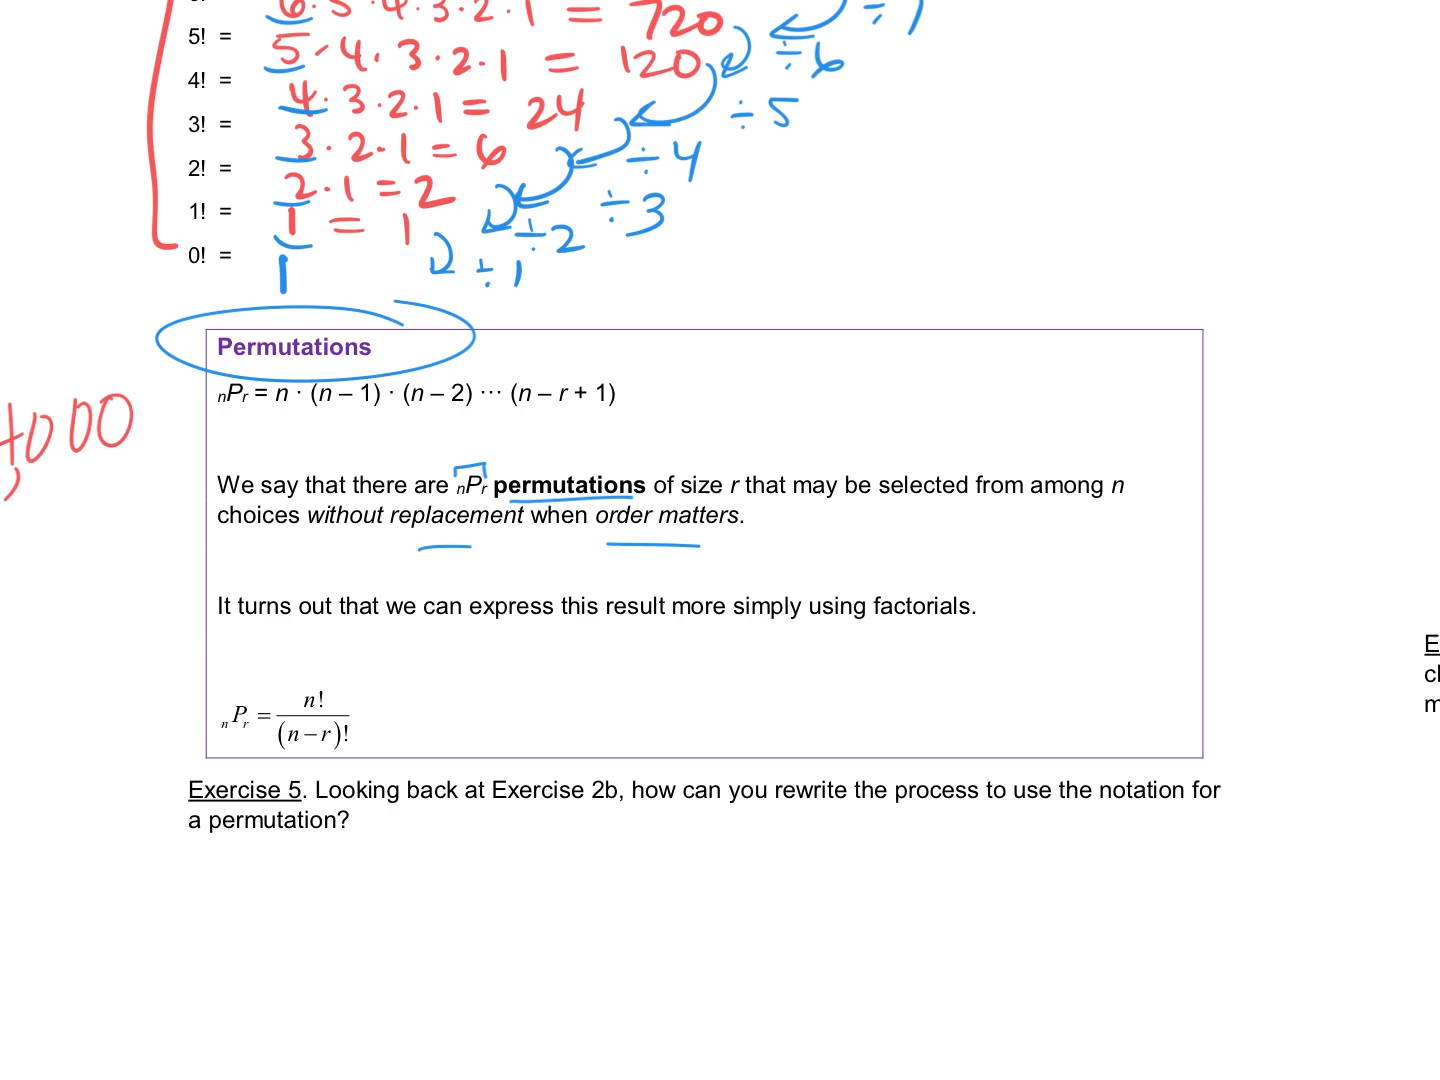 6 · 5 · 4 · 3 · 2 · 1 = 720
÷ 7
5! = 5 · 4 · 3 · 2 · 1 = 120
÷ 6
4! = 4 · 3 · 2 · 1 = 24
÷ 5
3! = 3 · 2 · 1 = 6
÷ 4
2! = 2 · 1 = 2
÷ 3
1! = 1 = 1
÷ 2
0! = 1
÷ 1
Permutations
nPr = n · (n – 1) · (n – 2) ··· (n – r + 1)
,000
We say that there are nPr permutations of size r that may be selected from among n
choices without replacement when order matters.
It turns out that we can express this result more simply using factorials.
nPr = n! / (n – r)!
Exercise 5. Looking back at Exercise 2b, how can you rewrite the process to use the notation for
a permutation?